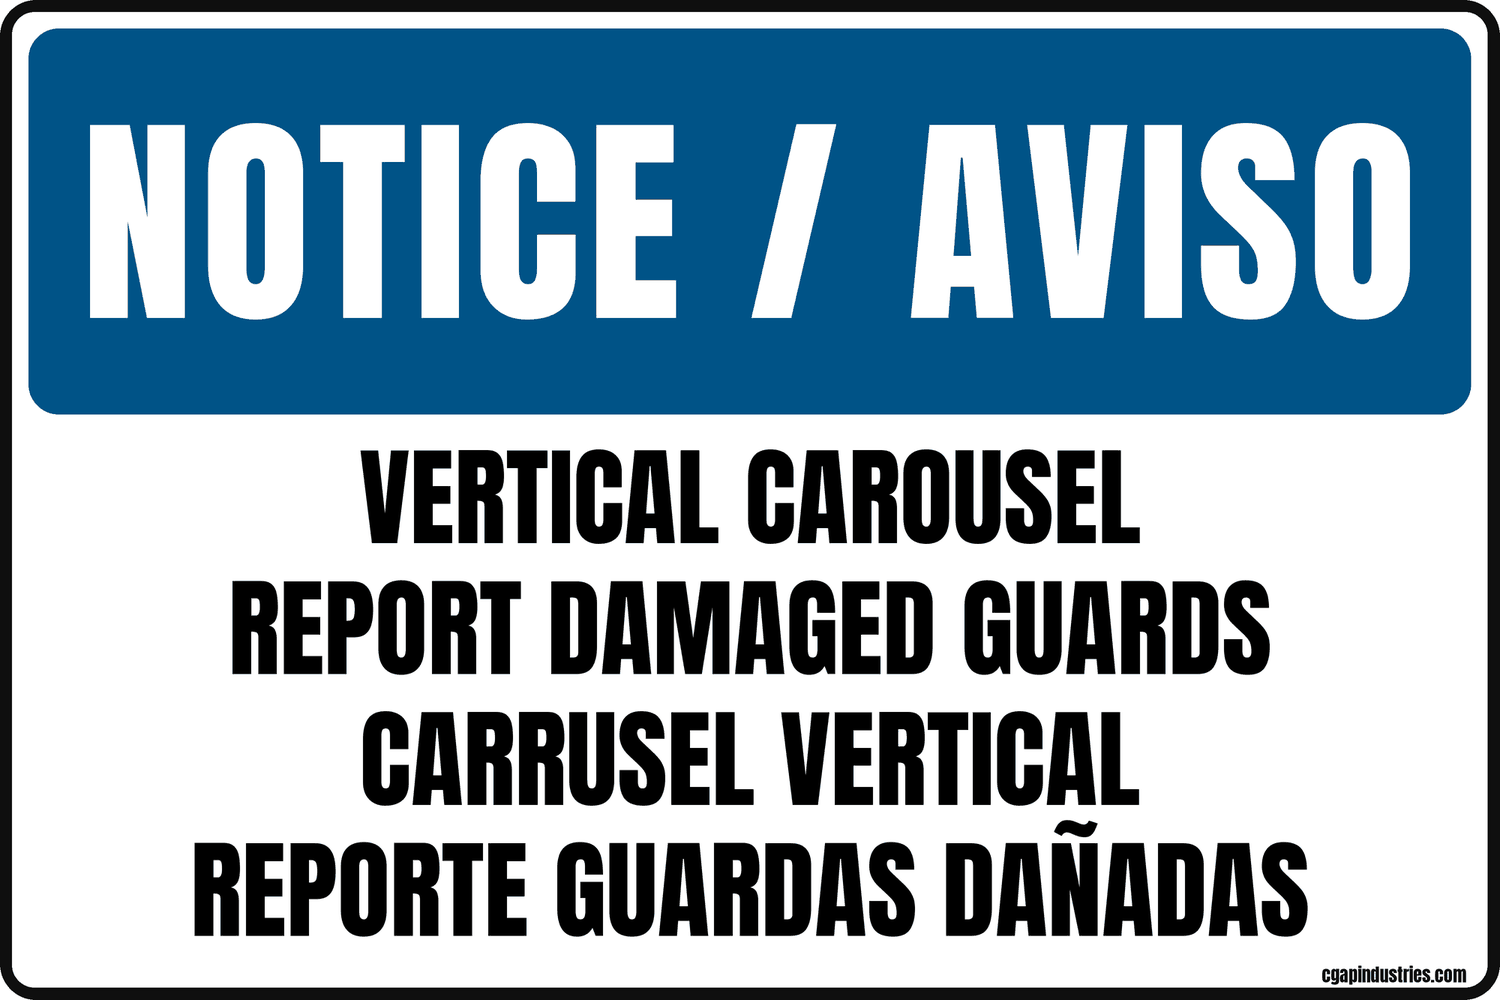 NOTICE / AVISO
VERTICAL CAROUSEL
REPORT DAMAGED GUARDS
CARRUSEL VERTICAL
REPORTE GUARDAS DAÑADAS
cgapindustries.com